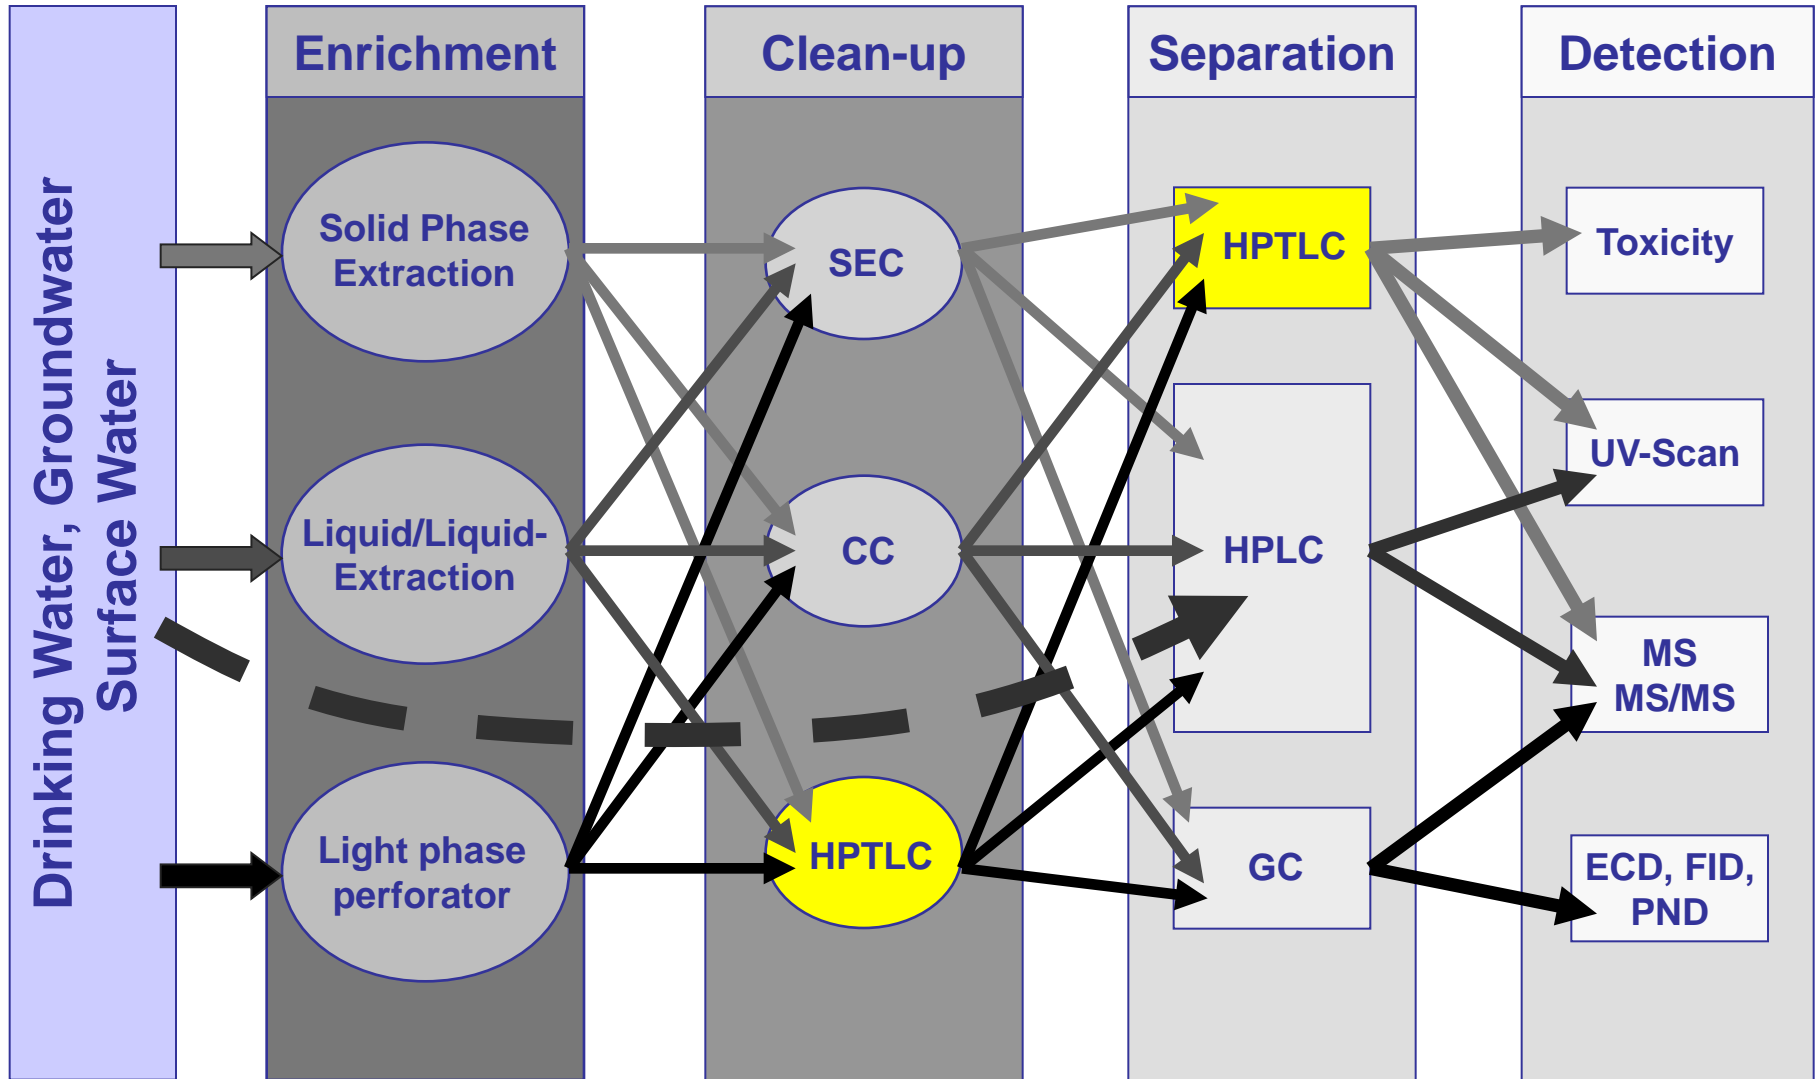 Drinking Water, Groundwater
Surface Water
Enrichment
Solid Phase
Extraction
Liquid/Liquid-
Extraction
Light phase
perforator
Clean-up
SEC
CC
HPTLC
Separation
HPTLC
HPLC
GC
Detection
Toxicity
UV-Scan
MS
MS/MS
ECD, FID,
PND